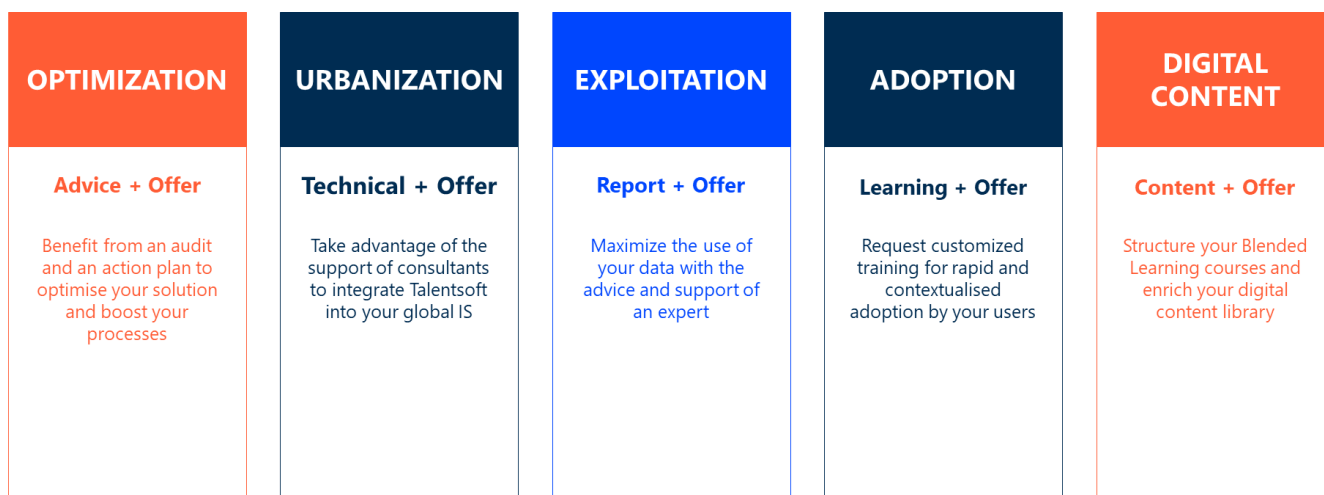 OPTIMIZATION
Advice + Offer
Benefit from an audit
and an action plan to
optimise your solution
and boost your
processes
URBANIZATION
Technical + Offer
Take advantage of the
support of consultants
to integrate Talentsoft
into your global IS
EXPLOITATION
Report + Offer
Maximize the use of
your data with the
advice and support of
an expert
ADOPTION
Learning + Offer
Request customized
training for rapid and
contextualised
adoption by your users
DIGITAL
CONTENT
Content + Offer
Structure your Blended
Learning courses and
enrich your digital
content library